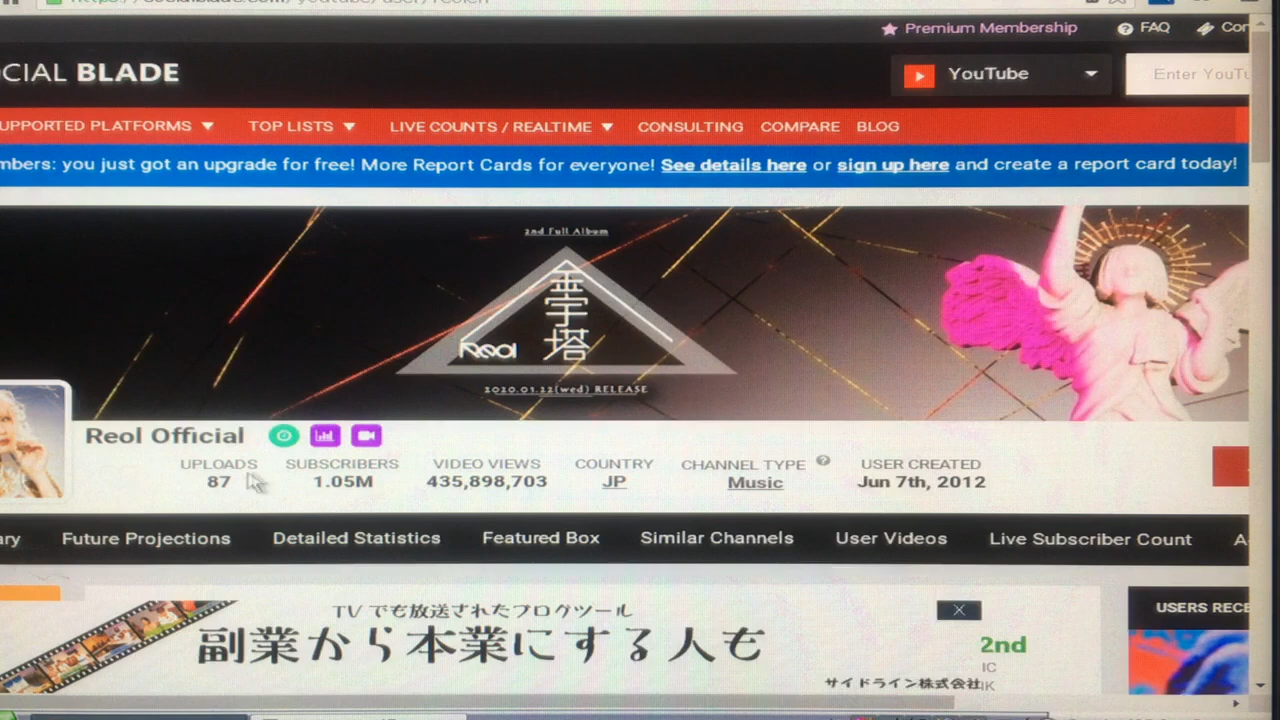 Premium Membership FAQ
CIAL BLADE
YouTube
Enter YouTu
UPPORTED PLATFORMS TOP LISTS LIVE COUNTS / REALTIME CONSULTING COMPARE BLOG
mbers: you just got an upgrade for free! More Report Cards for everyone! See details here or sign up here and create a report card today!
2nd Full Album
金宇塔
Reol
2020.01.22(wed) RELEASE
Reol Official
UPLOADS SUBSCRIBERS VIDEO VIEWS COUNTRY CHANNEL TYPE USER CREATED
87 1.05M 435,898,703 JP Music Jun 7th, 2012
ary Future Projections Detailed Statistics Featured Box Similar Channels User Videos Live Subscriber Count A
TVでも放送されたブログツール
副業から本業にする人も
サイドライン株式会社
2nd
USERS RECE